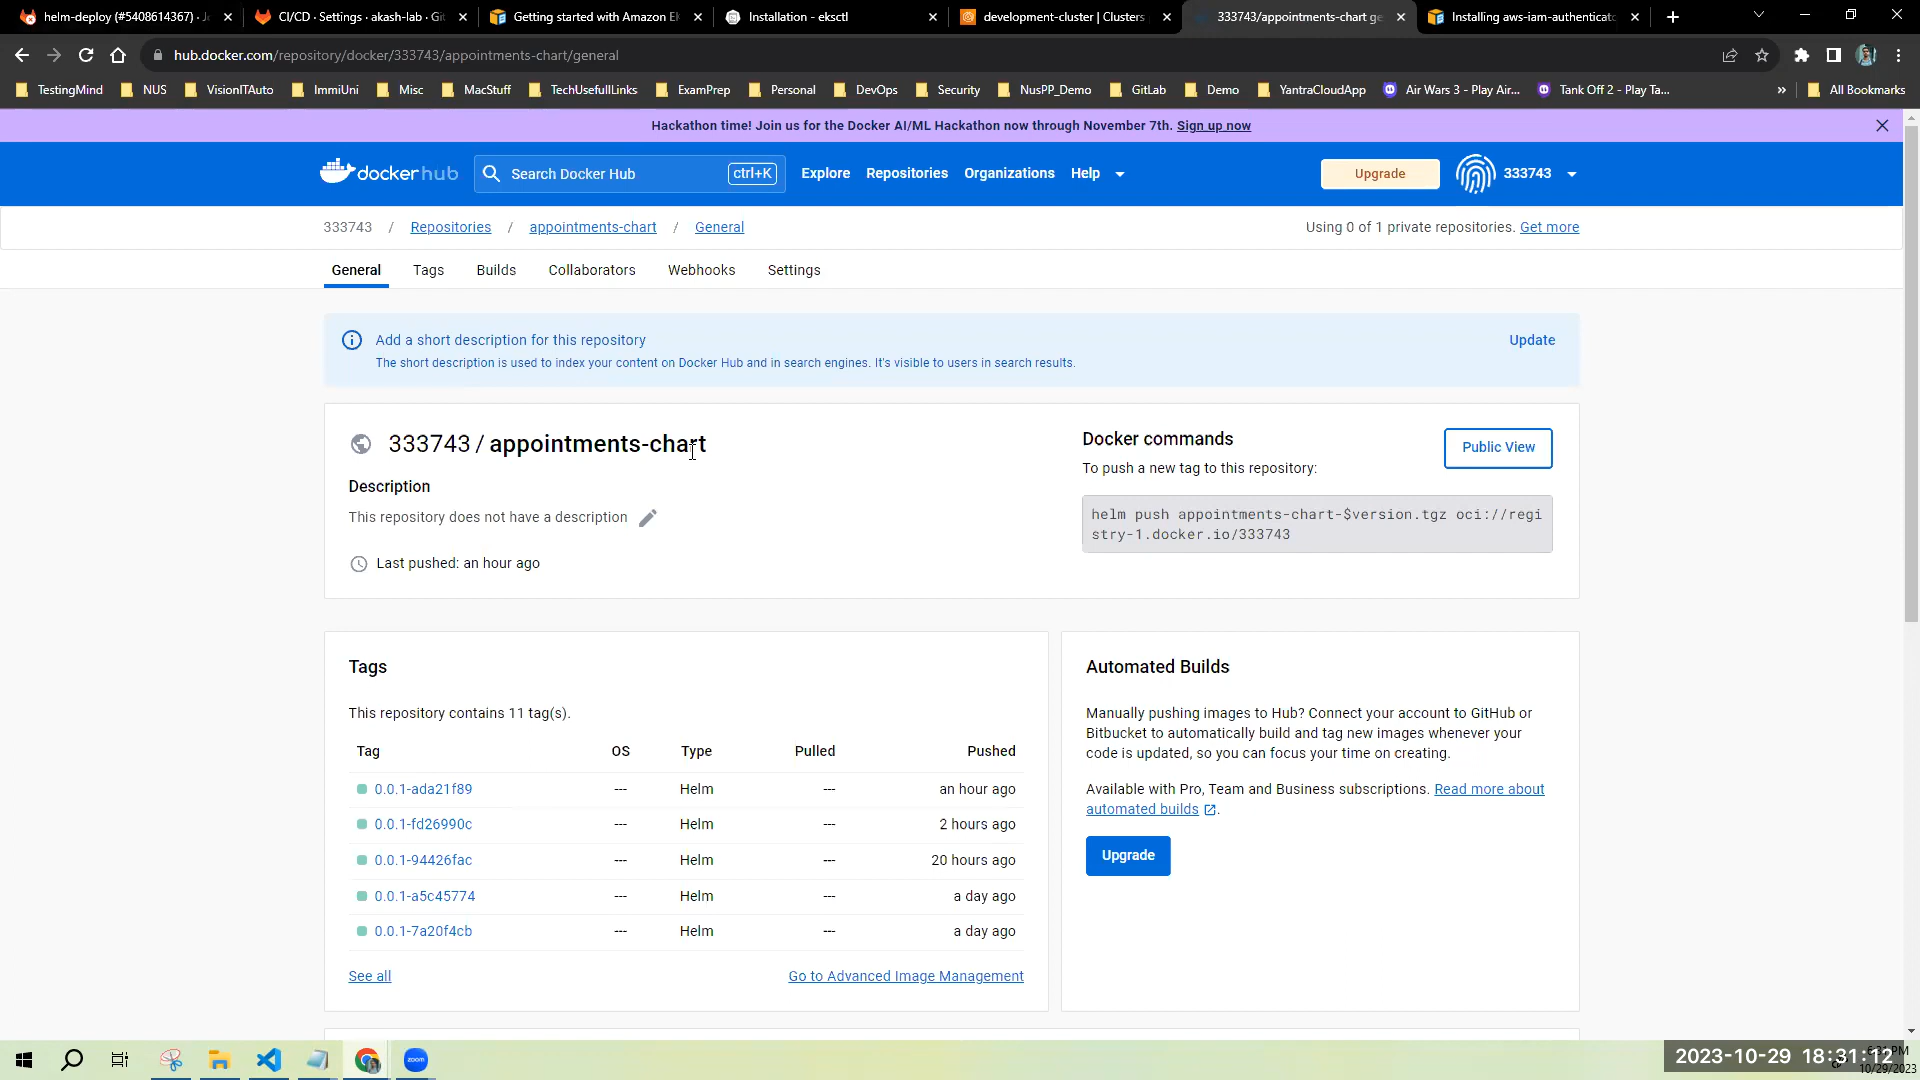 helm-deploy (#5408614367) · J
CI/CD · Settings · akash-lab · Git
Getting started with Amazon EK
Installation - eksctl
development-cluster | Clusters
333743/appointments-chart ge
Installing aws-iam-authenticato
hub.docker.com/repository/docker/333743/appointments-chart/general
TestingMind
NUS
VisionITAuto
ImmiUni
Misc
MacStuff
TechUsefullLinks
ExamPrep
Personal
DevOps
Security
NusPP_Demo
GitLab
Demo
YantraCloudApp
Air Wars 3 - Play Air...
Tank Off 2 - Play Ta...
»
All Bookmarks
Hackathon time! Join us for the Docker AI/ML Hackathon now through November 7th. Sign up now
dockerhub
Search Docker Hub
ctrl+K
Explore
Repositories
Organizations
Help
Upgrade
333743
333743 / Repositories / appointments-chart / General
Using 0 of 1 private repositories. Get more
General
Tags
Builds
Collaborators
Webhooks
Settings
Add a short description for this repository
Update
The short description is used to index your content on Docker Hub and in search engines. It's visible to users in search results.
333743 / appointments-chart
Description
This repository does not have a description
Last pushed: an hour ago
Docker commands
Public View
To push a new tag to this repository:
helm push appointments-chart-$version.tgz oci://regi
stry-1.docker.io/333743
Tags
This repository contains 11 tag(s).
Tag OS Type Pulled Pushed
0.0.1-ada21f89 --- Helm --- an hour ago
0.0.1-fd26990c --- Helm --- 2 hours ago
0.0.1-94426fac --- Helm --- 20 hours ago
0.0.1-a5c45774 --- Helm --- a day ago
0.0.1-7a20f4cb --- Helm --- a day ago
See all
Go to Advanced Image Management
Automated Builds
Manually pushing images to Hub? Connect your account to GitHub or
Bitbucket to automatically build and tag new images whenever your
code is updated, so you can focus your time on creating.
Available with Pro, Team and Business subscriptions. Read more about
automated builds .
Upgrade
zoom
2023-10-29 18:31:12
10/29/2023